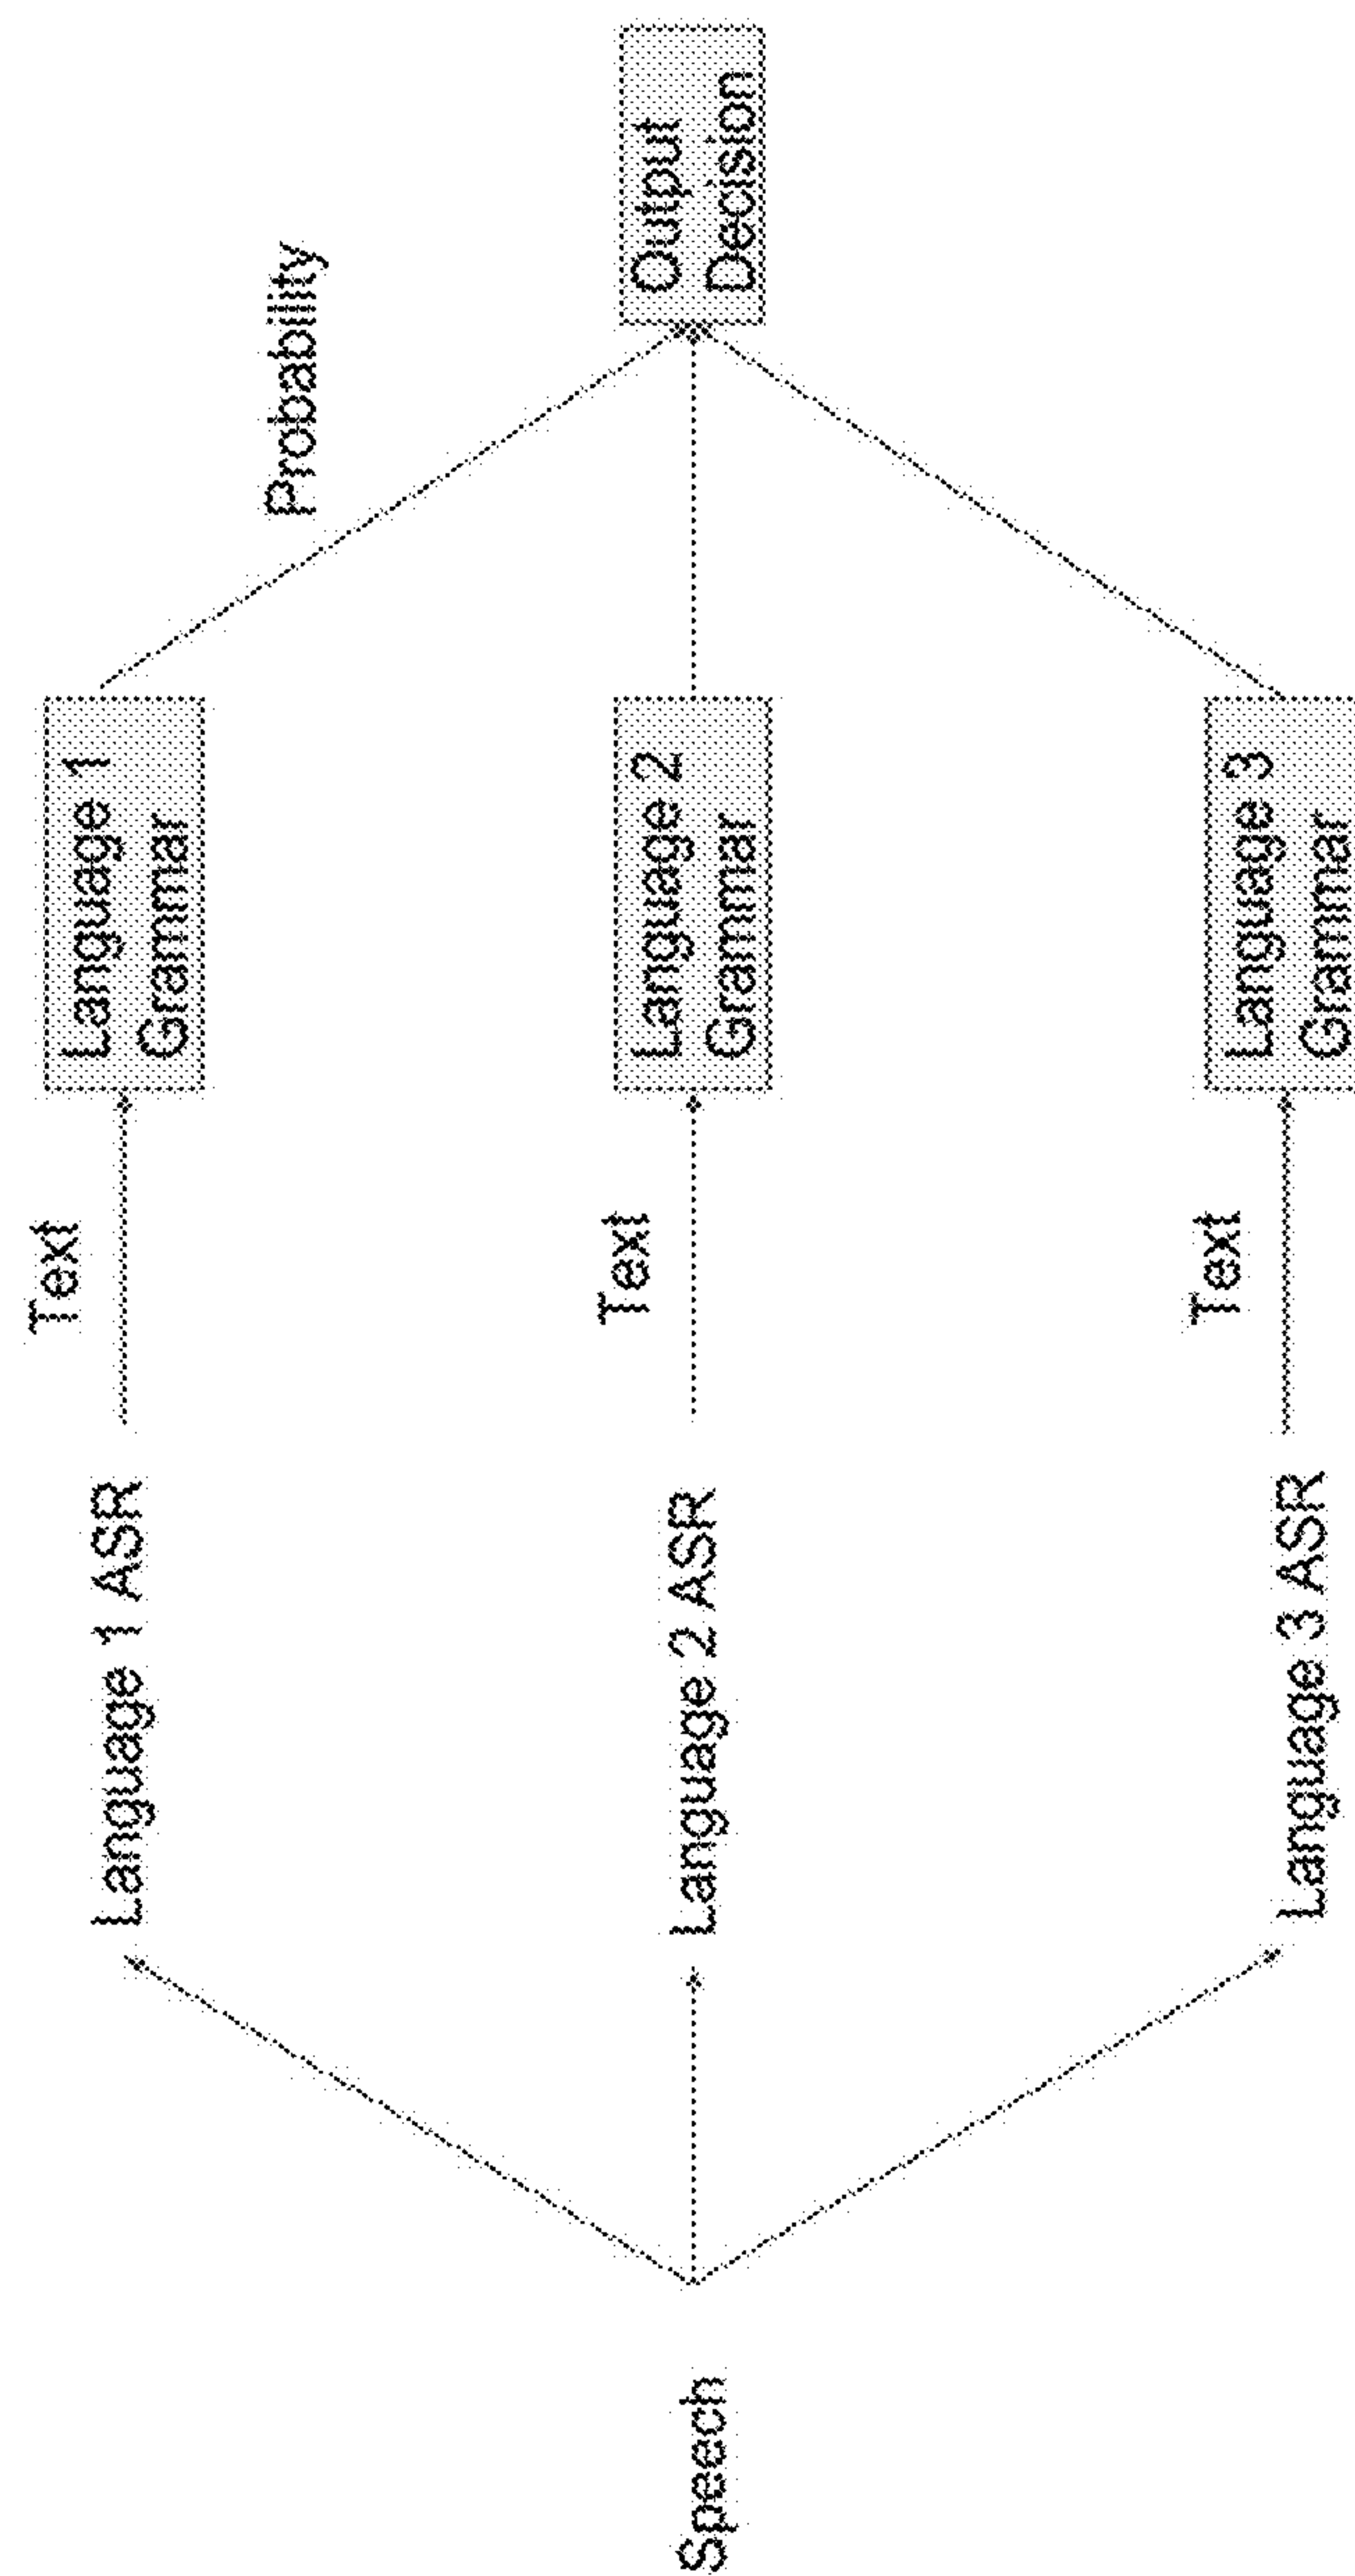 Speech
Language 1 ASR
Text
Language 1
Grammar
Probability
Language 2 ASR
Text
Language 2
Grammar
Output
Decision
Language 3 ASR
Text
Language 3
Grammar